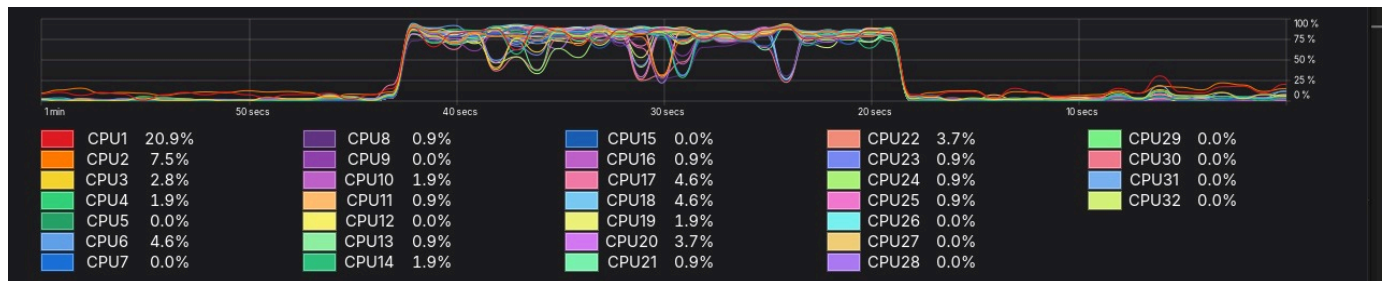 100 %
75 %
50 %
25 %
0 %
1 min 50 secs 40 secs 30 secs 20 secs 10 secs
CPU1 20.9% CPU8 0.9% CPU15 0.0% CPU22 3.7% CPU29 0.0%
CPU2 7.5% CPU9 0.0% CPU16 0.9% CPU23 0.9% CPU30 0.0%
CPU3 2.8% CPU10 1.9% CPU17 4.6% CPU24 0.9% CPU31 0.0%
CPU4 1.9% CPU11 0.9% CPU18 4.6% CPU25 0.9% CPU32 0.0%
CPU5 0.0% CPU12 0.0% CPU19 1.9% CPU26 0.0%
CPU6 4.6% CPU13 0.9% CPU20 3.7% CPU27 0.0%
CPU7 0.0% CPU14 1.9% CPU21 0.9% CPU28 0.0%